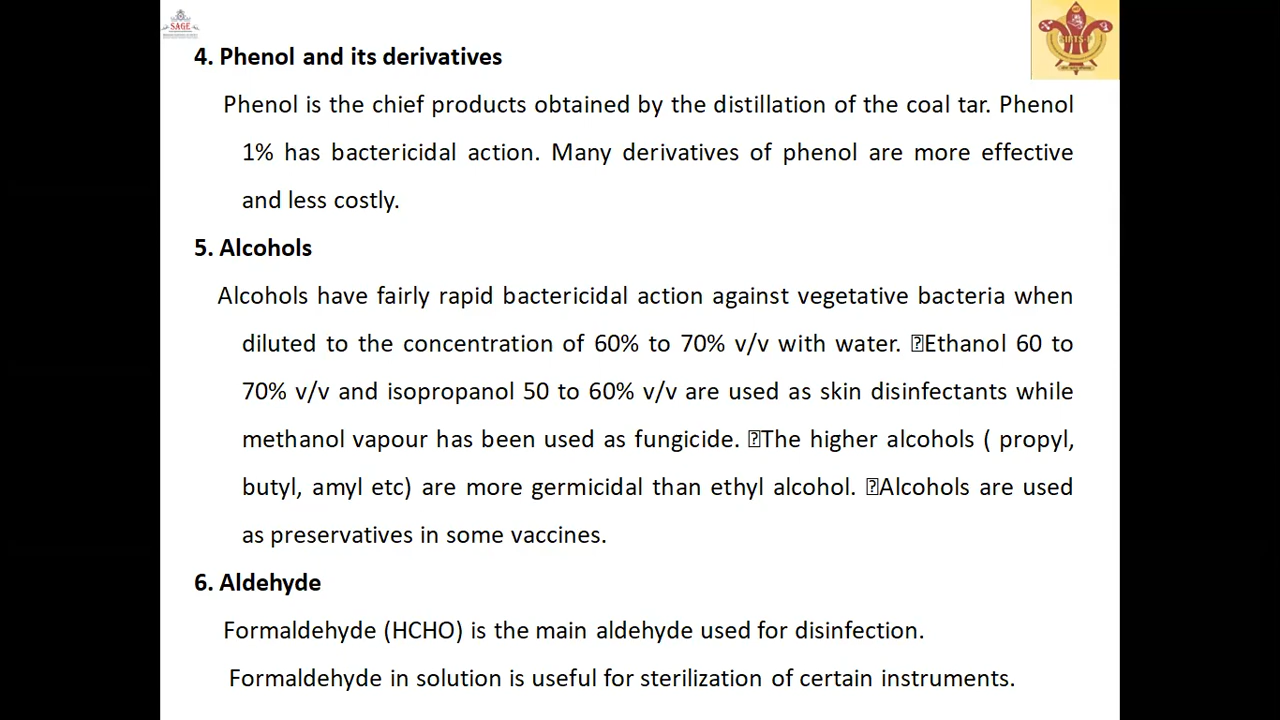 SAGE
4. Phenol and its derivatives
Phenol is the chief products obtained by the distillation of the coal tar. Phenol
1% has bactericidal action. Many derivatives of phenol are more effective
and less costly.
5. Alcohols
Alcohols have fairly rapid bactericidal action against vegetative bacteria when
diluted to the concentration of 60% to 70% v/v with water. ⍰Ethanol 60 to
70% v/v and isopropanol 50 to 60% v/v are used as skin disinfectants while
methanol vapour has been used as fungicide. ⍰The higher alcohols ( propyl,
butyl, amyl etc) are more germicidal than ethyl alcohol. ⍰Alcohols are used
as preservatives in some vaccines.
6. Aldehyde
Formaldehyde (HCHO) is the main aldehyde used for disinfection.
Formaldehyde in solution is useful for sterilization of certain instruments.